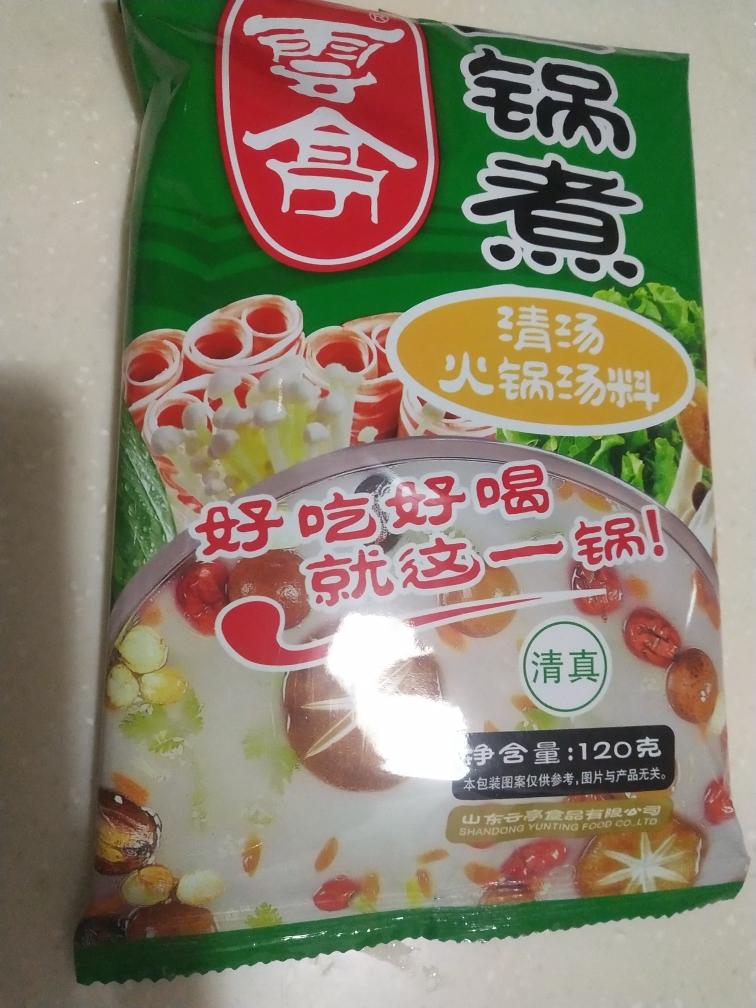 雲亭
®
锅煮
清汤
火锅汤料
好吃好喝
就这一锅!
清真
净含量:120克
本包装图案仅供参考,图片与产品无关。
山东云亭食品有限公司
SHANDONG YUNTING FOOD CO.,LTD